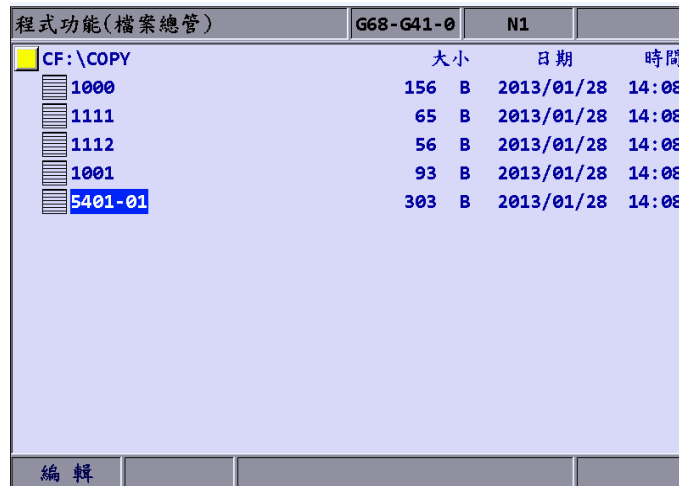 程式功能(檔案總管) G68-G41-0 N1
CF:\COPY 大小 日期 時間
1000 156 B 2013/01/28 14:08
1111 65 B 2013/01/28 14:08
1112 56 B 2013/01/28 14:08
1001 93 B 2013/01/28 14:08
5401-01 303 B 2013/01/28 14:08
編輯